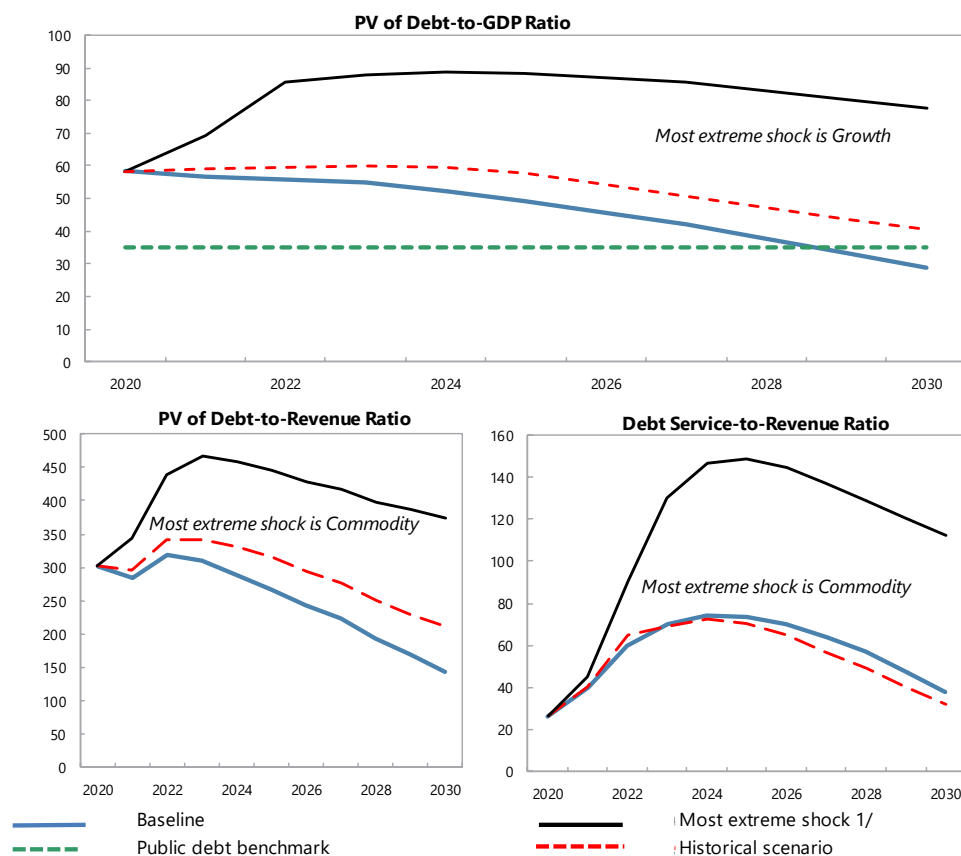 PV of Debt-to-GDP Ratio
100
90
80
70
60
50
40
30
20
10
0
Most extreme shock is Growth
2020 2022 2024 2026 2028 2030
PV of Debt-to-Revenue Ratio
500
450
400
350
300
250
200
150
100
50
0
Most extreme shock is Commodity
2020 2022 2024 2026 2028 2030
Debt Service-to-Revenue Ratio
160
140
120
100
80
60
40
20
0
Most extreme shock is Commodity
2020 2022 2024 2026 2028 2030
Baseline
Public debt benchmark
Most extreme shock 1/
Historical scenario